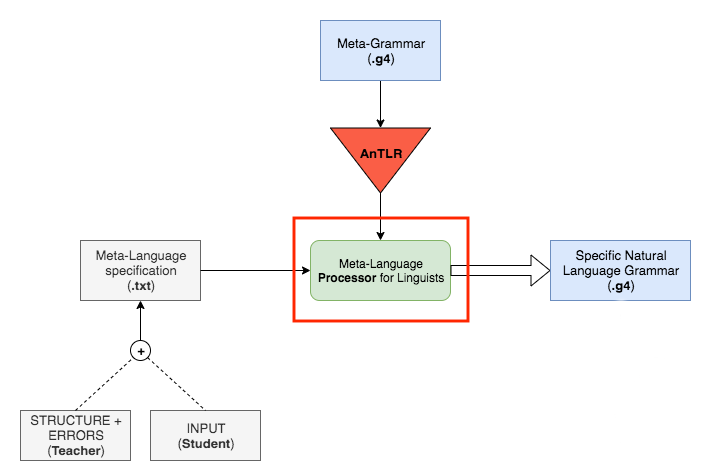 Meta-Grammar
(.g4)
AnTLR
Meta-Language
specification
(.txt)
Meta-Language
Processor for Linguists
Specific Natural
Language Grammar
(.g4)
+
STRUCTURE +
ERRORS
(Teacher)
INPUT
(Student)